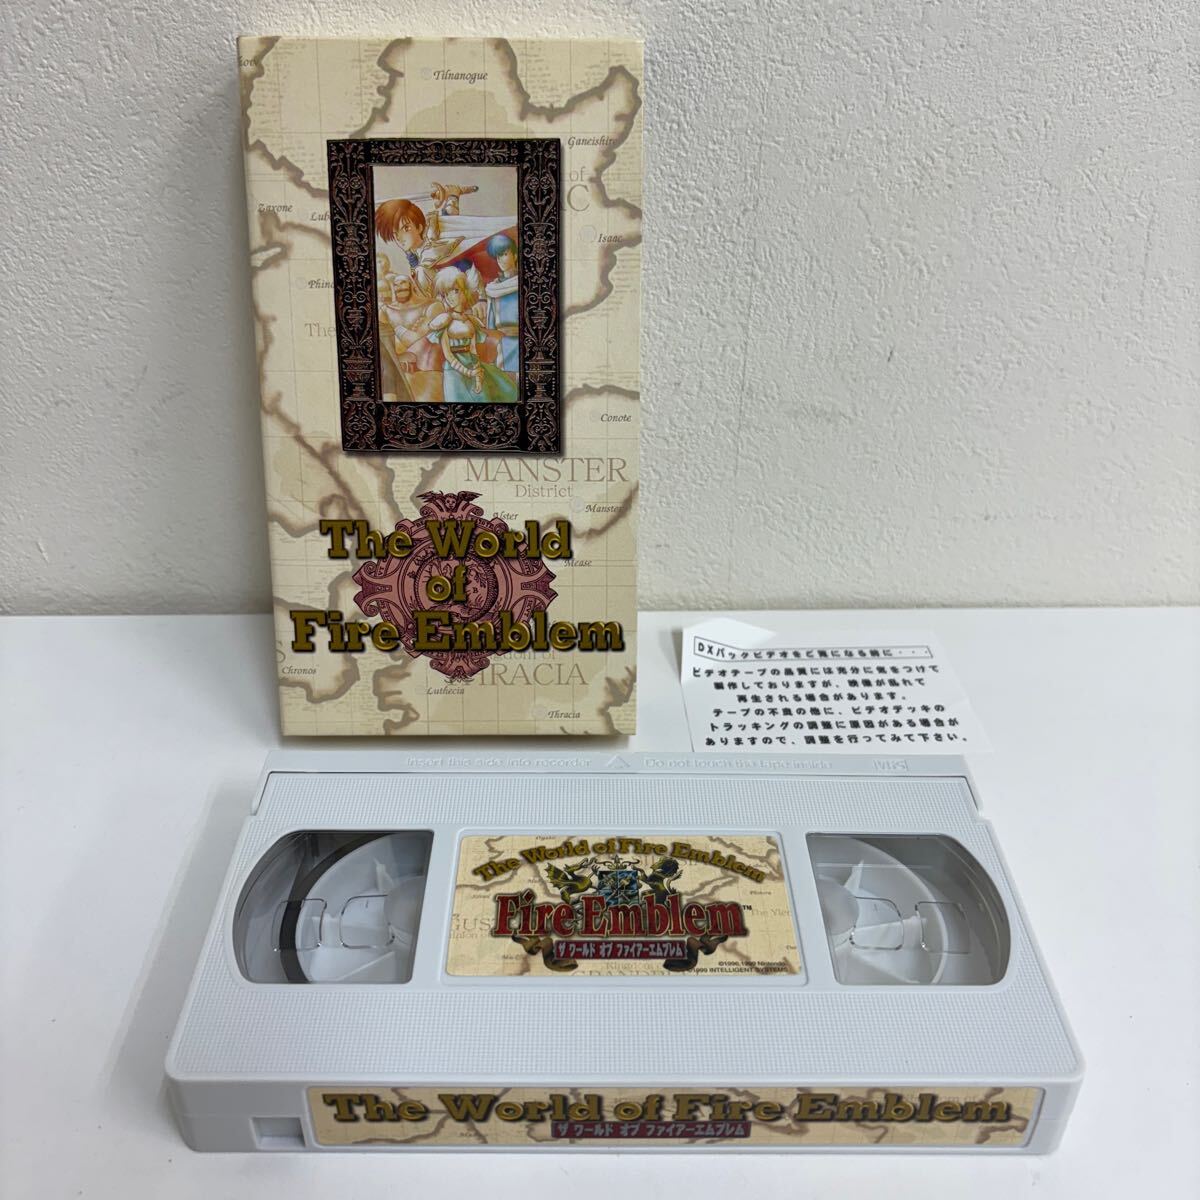 Tilnanogue
Ganeishire
Zaxone
Isaac
Conote
MANSTER
District
Manster
Alster
Mease
The World
of
Fire Emblem
Chronos
Luthecia
THRACIA
Thracia
DXパックビデオをご覧になる前に・・・
ビデオテープの品質には充分に気をつけて
製作しておりますが、映像が乱れて
再生される場合があります。
テープの不良の他に、ビデオデッキの
トラッキングの調整に原因がある場合が
ありますので、調整を行ってみて下さい。
Insert this side into recorder △ Do not touch the tape inside VHS
The World of Fire Emblem
Fire Emblem™
ザ ワールド オブ ファイアーエムブレム
©1996,1999 Nintendo
©1999 INTELLIGENT SYSTEMS
The World of Fire Emblem
ザ ワールド オブ ファイアーエムブレム